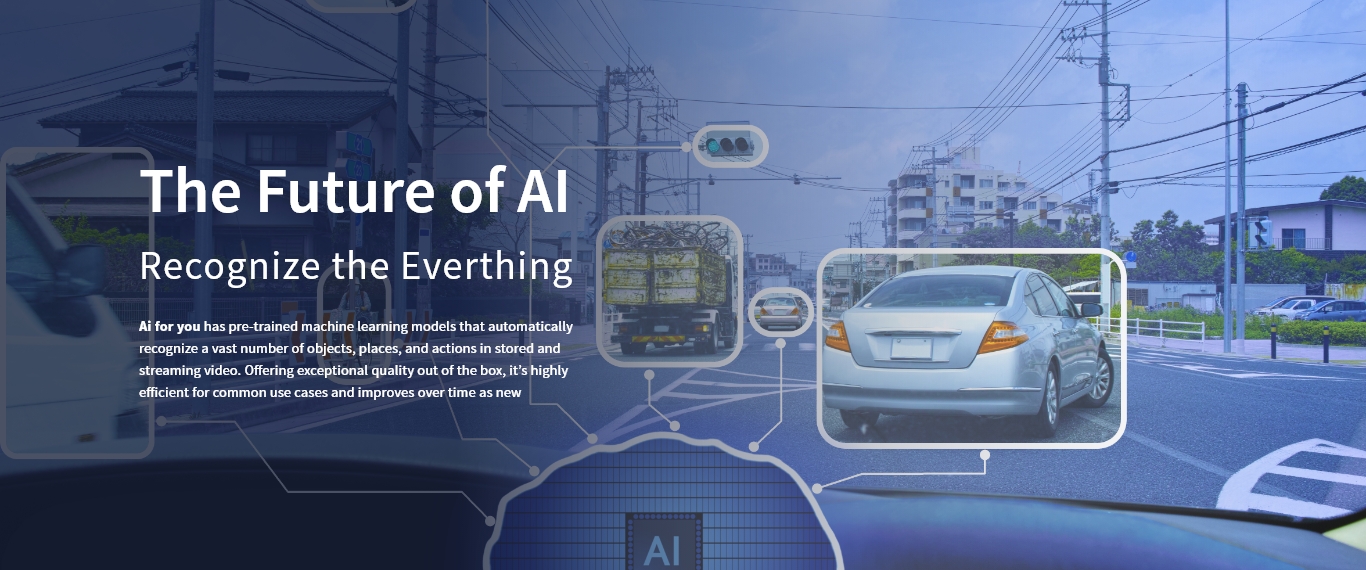 The Future of AI
Recognize the Everthing
Ai for you has pre-trained machine learning models that automatically
recognize a vast number of objects, places, and actions in stored and
streaming video. Offering exceptional quality out of the box, it's highly
efficient for common use cases and improves over time as new
AI